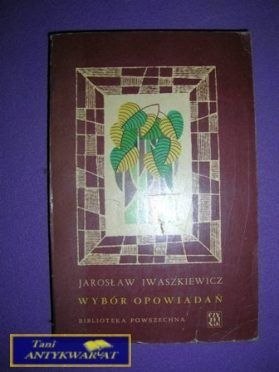 JAROSŁAW IWASZKIEWICZ
WYBÓR OPOWIADAŃ
BIBLIOTEKA POWSZECHNA
Tani
ANTYKWARIAT